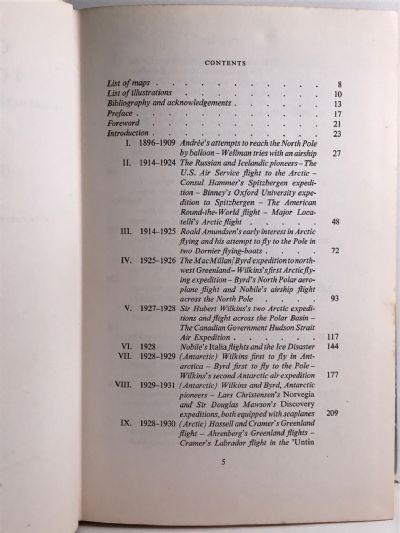 CONTENTS
List of maps . . . . . . . . . . . 8
List of illustrations . . . . . . . . . . 10
Bibliography and acknowledgements . . . . . . . 13
Preface . . . . . . . . . . . . 17
Foreword . . . . . . . . . . . 21
Introduction . . . . . . . . . . . 23
I. 1896-1909 Andrée's attempts to reach the North Pole
by balloon – Wellman tries with an airship 27
II. 1914-1924 The Russian and Icelandic pioneers – The
U.S. Air Service flight to the Arctic –
Consul Hammer's Spitzbergen expedi-
tion – Binney's Oxford University expe-
dition to Spitzbergen – The American
Round-the-World flight – Major Loca-
telli's Arctic flight . . . . . 48
III. 1914-1925 Roald Amundsen's early interest in Arctic
flying and his attempt to fly to the Pole in
two Dornier flying-boats . . . . 72
IV. 1925-1926 The MacMillan/Byrd expedition to north-
west Greenland – Wilkins's first Arctic fly-
ing expedition – Byrd's North Polar aero-
plane flight and Nobile's airship flight
across the North Pole . . . . 93
V. 1927-1928 Sir Hubert Wilkins's two Arctic expedi-
tions and flight across the Polar Basin –
The Canadian Government Hudson Strait
Air Expedition . . . . . . 117
VI. 1928 Nobile's Italia flights and the Ice Disaster 144
VII. 1928-1929 (Antarctic) Wilkins first to fly in Ant-
arctica – Byrd first to fly to the Pole –
Wilkins's second Antarctic air expedition 177
VIII. 1929-1931 (Antarctic) Wilkins and Byrd, Antarctic
pioneers – Lars Christensen's Norvegia
and Sir Douglas Mawson's Discovery
expeditions, both equipped with seaplanes 209
IX. 1928-1930 (Arctic) Hassell and Cramer's Greenland
flight – Ahrenberg's Greenland flights –
Cramer's Labrador flight in the 'Untin
5